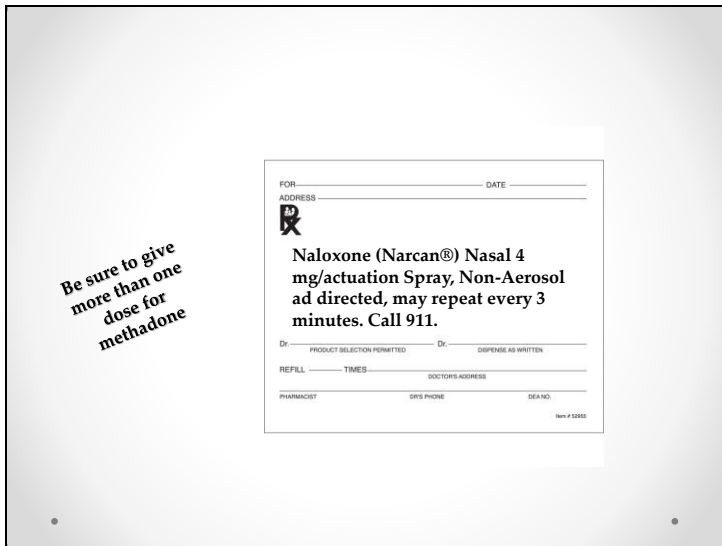 Be sure to give
more than one
dose for
methadone
FOR DATE
ADDRESS
Rx
Naloxone (Narcan®) Nasal 4
mg/actuation Spray, Non-Aerosol
ad directed, may repeat every 3
minutes. Call 911.
Dr. Dr.
PRODUCT SELECTION PERMITTED DISPENSE AS WRITTEN
REFILL TIMES
DOCTOR'S ADDRESS
PHARMACIST DR'S PHONE DEA NO.
Item # 52955